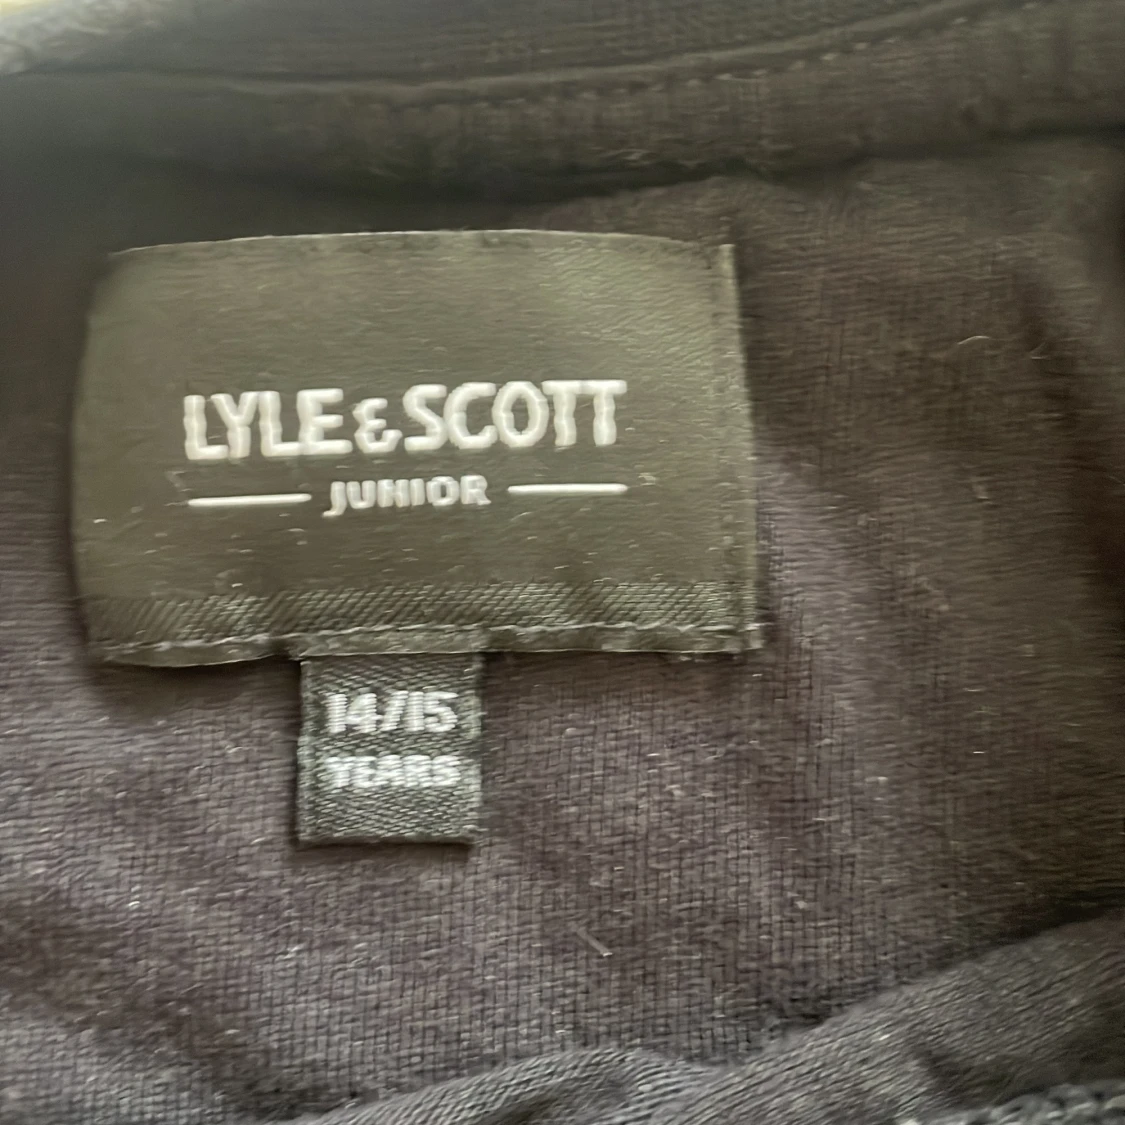 LYLE & SCOTT
JUNIOR
14/15
YEARS